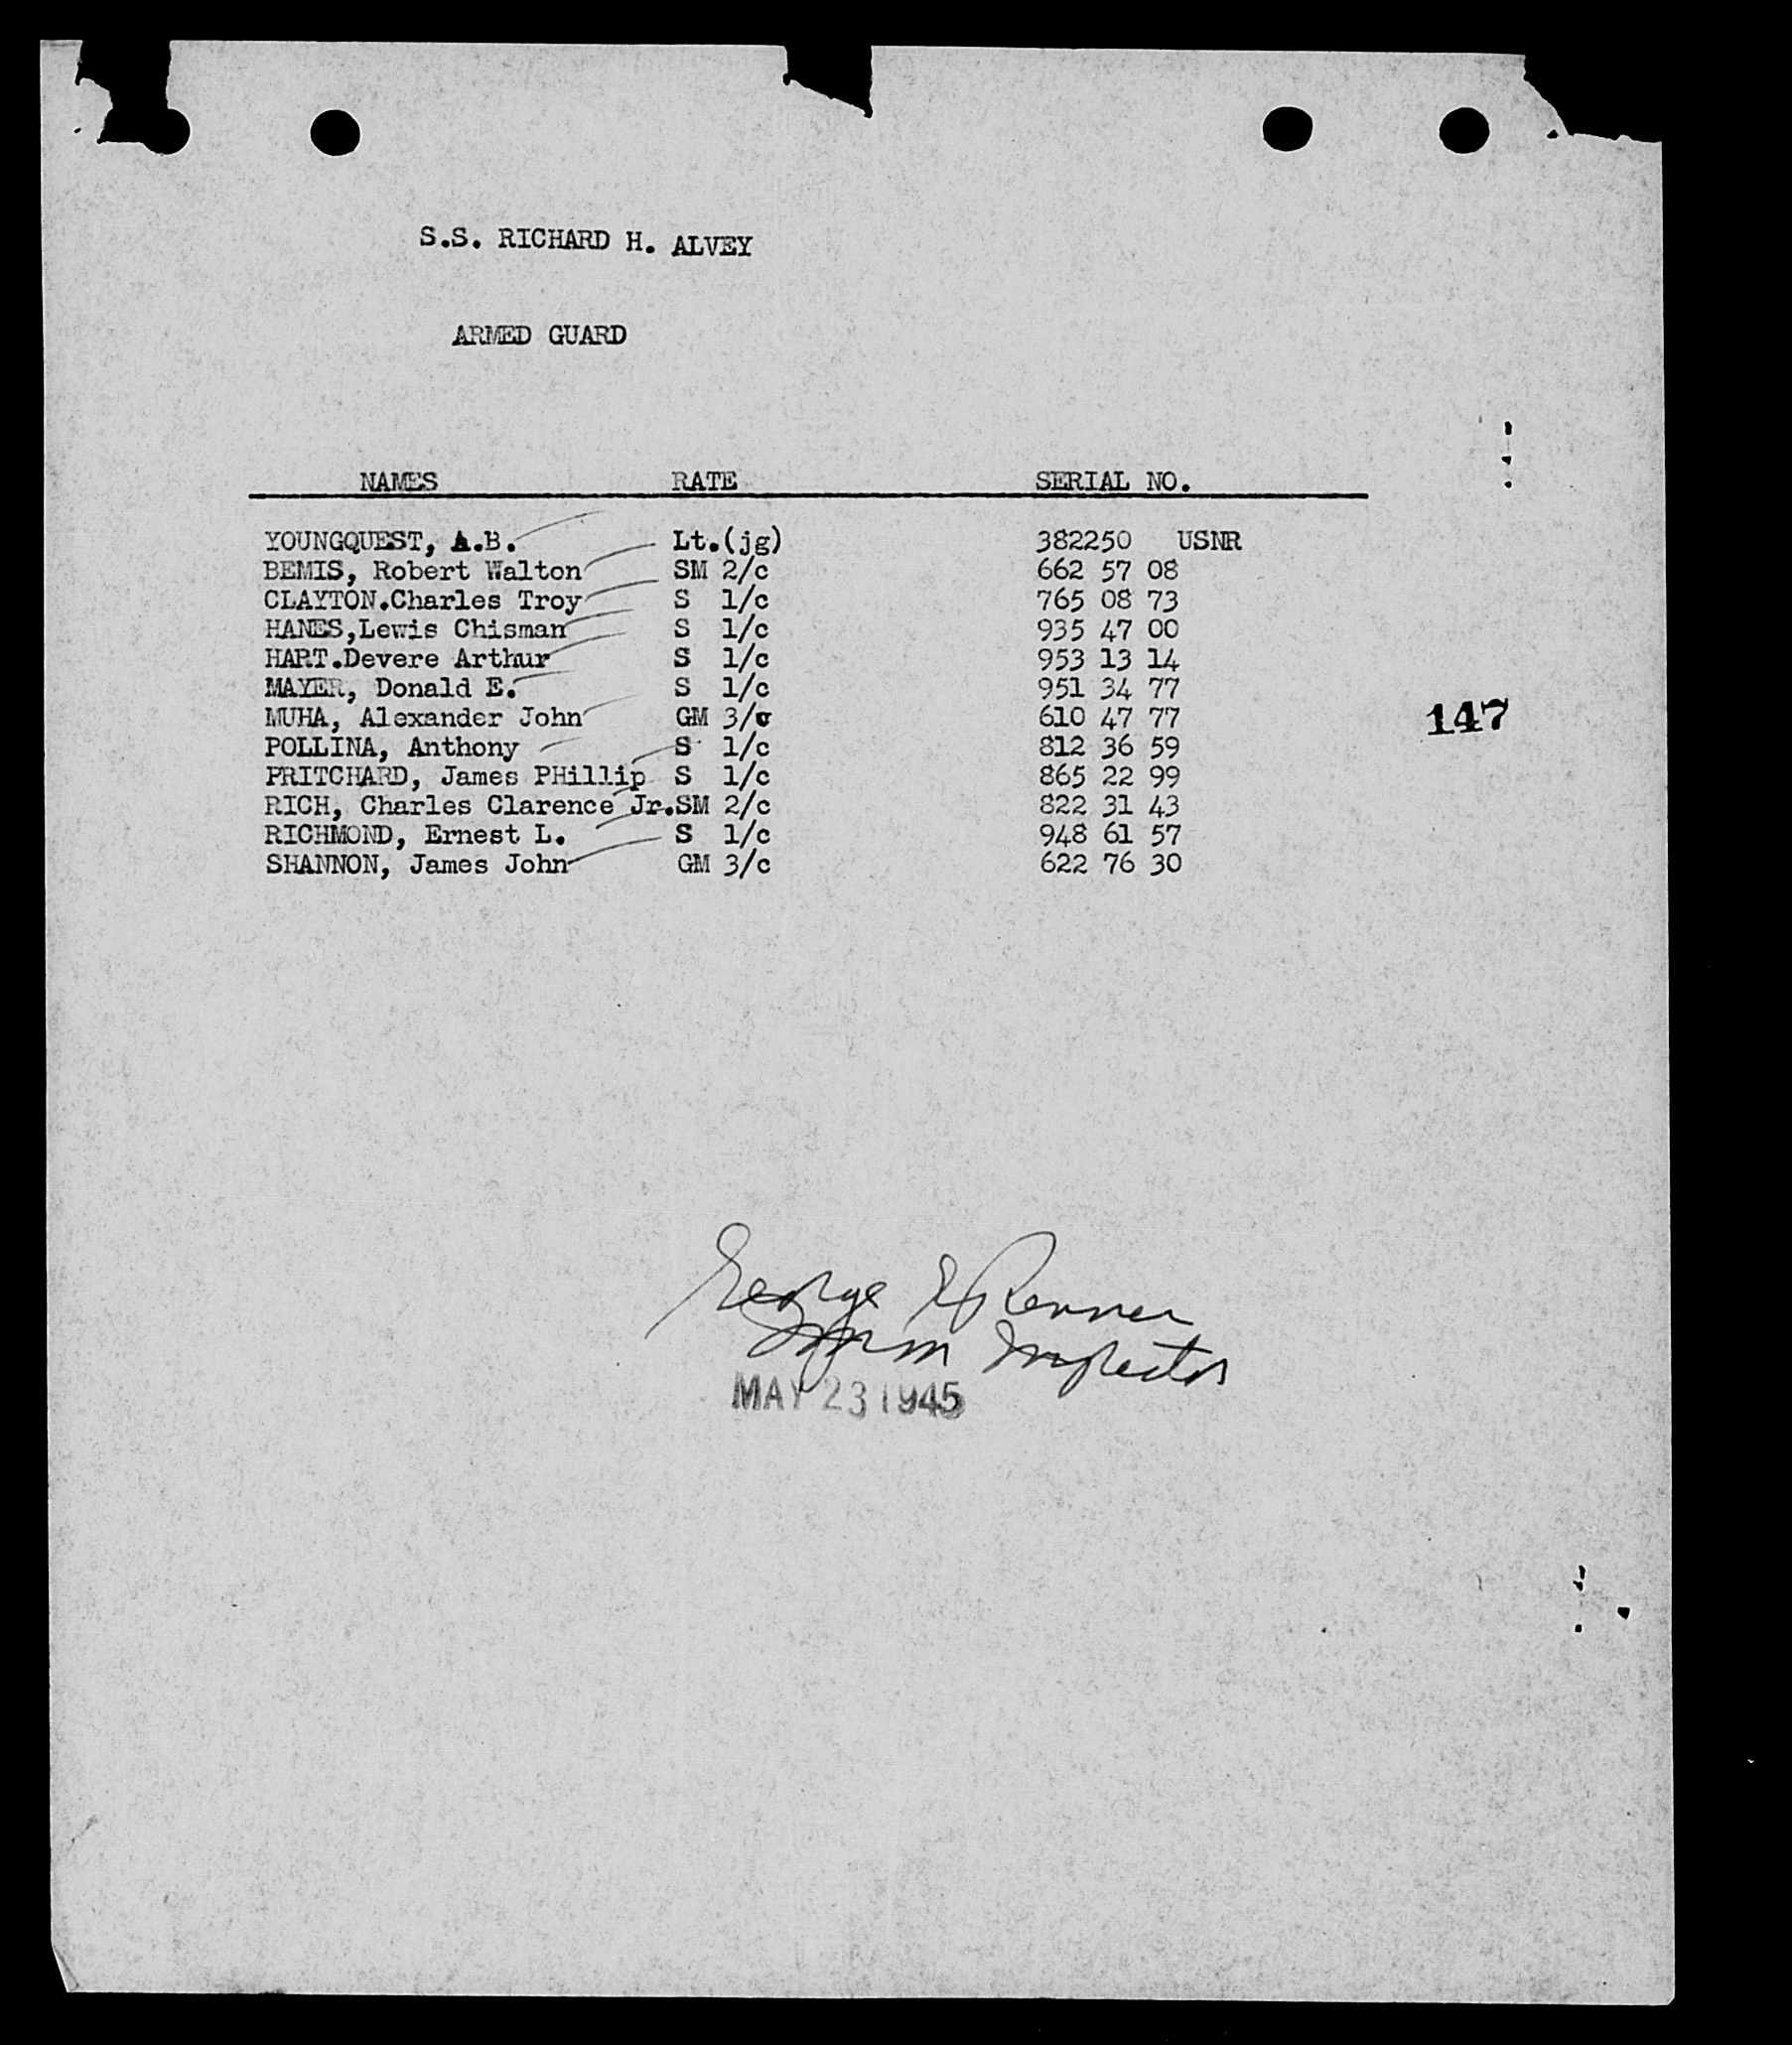 S.S. RICHARD H. ALVEY
ARMED GUARD
NAMES RATE SERIAL NO.
YOUNGQUEST, A.B. Lt.(jg) 382250 USNR
BEMIS, Robert Walton SM 2/c 662 57 08
CLAYTON.Charles Troy S 1/c 765 08 73
HANES,Lewis Chisman S 1/c 935 47 00
HART.Devere Arthur S 1/c 953 13 14
MAYER, Donald E. S 1/c 951 34 77
MUHA, Alexander John GM 3/c 610 47 77
147
POLLINA, Anthony S 1/c 812 36 59
PRITCHARD, James PHillip S 1/c 865 22 99
RICH, Charles Clarence Jr.SM 2/c 822 31 43
RICHMOND, Ernest L. S 1/c 948 61 57
SHANNON, James John GM 3/c 622 76 30
George Renner
Inspector
MAY 23 1945